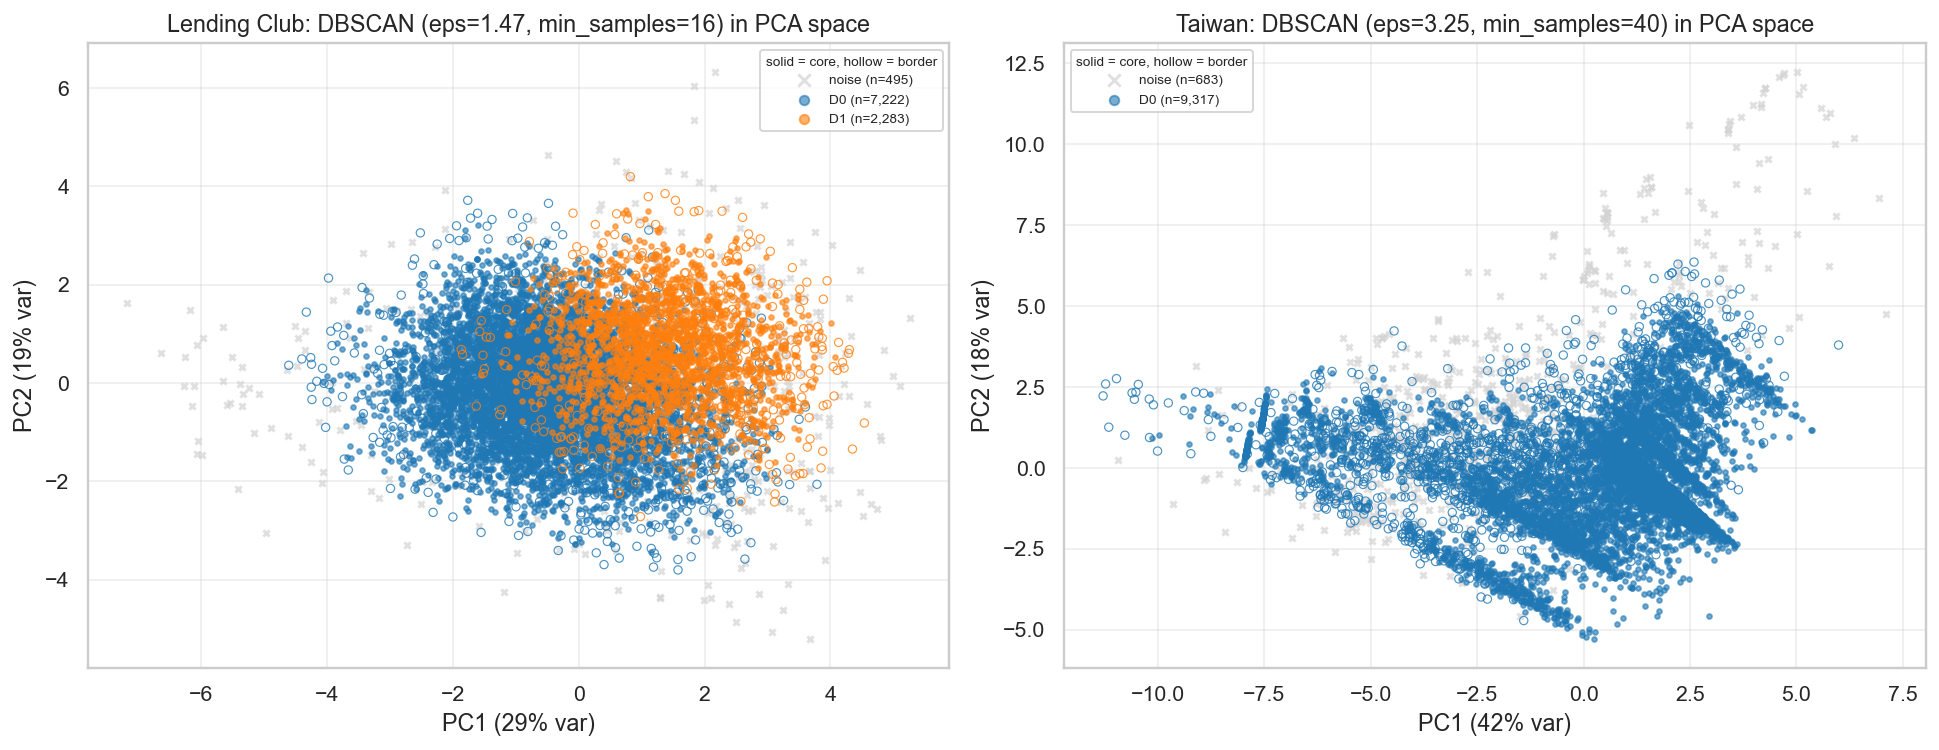 Lending Club: DBSCAN (eps=1.47, min_samples=16) in PCA space
solid = core, hollow = border
noise (n=495)
D0 (n=7,222)
D1 (n=2,283)
6
4
2
0
−2
−4
PC2 (19% var)
−6
−4
−2
0
2
4
PC1 (29% var)
Taiwan: DBSCAN (eps=3.25, min_samples=40) in PCA space
solid = core, hollow = border
noise (n=683)
D0 (n=9,317)
12.5
10.0
7.5
5.0
2.5
0.0
−2.5
−5.0
PC2 (18% var)
−10.0
−7.5
−5.0
−2.5
0.0
2.5
5.0
7.5
PC1 (42% var)